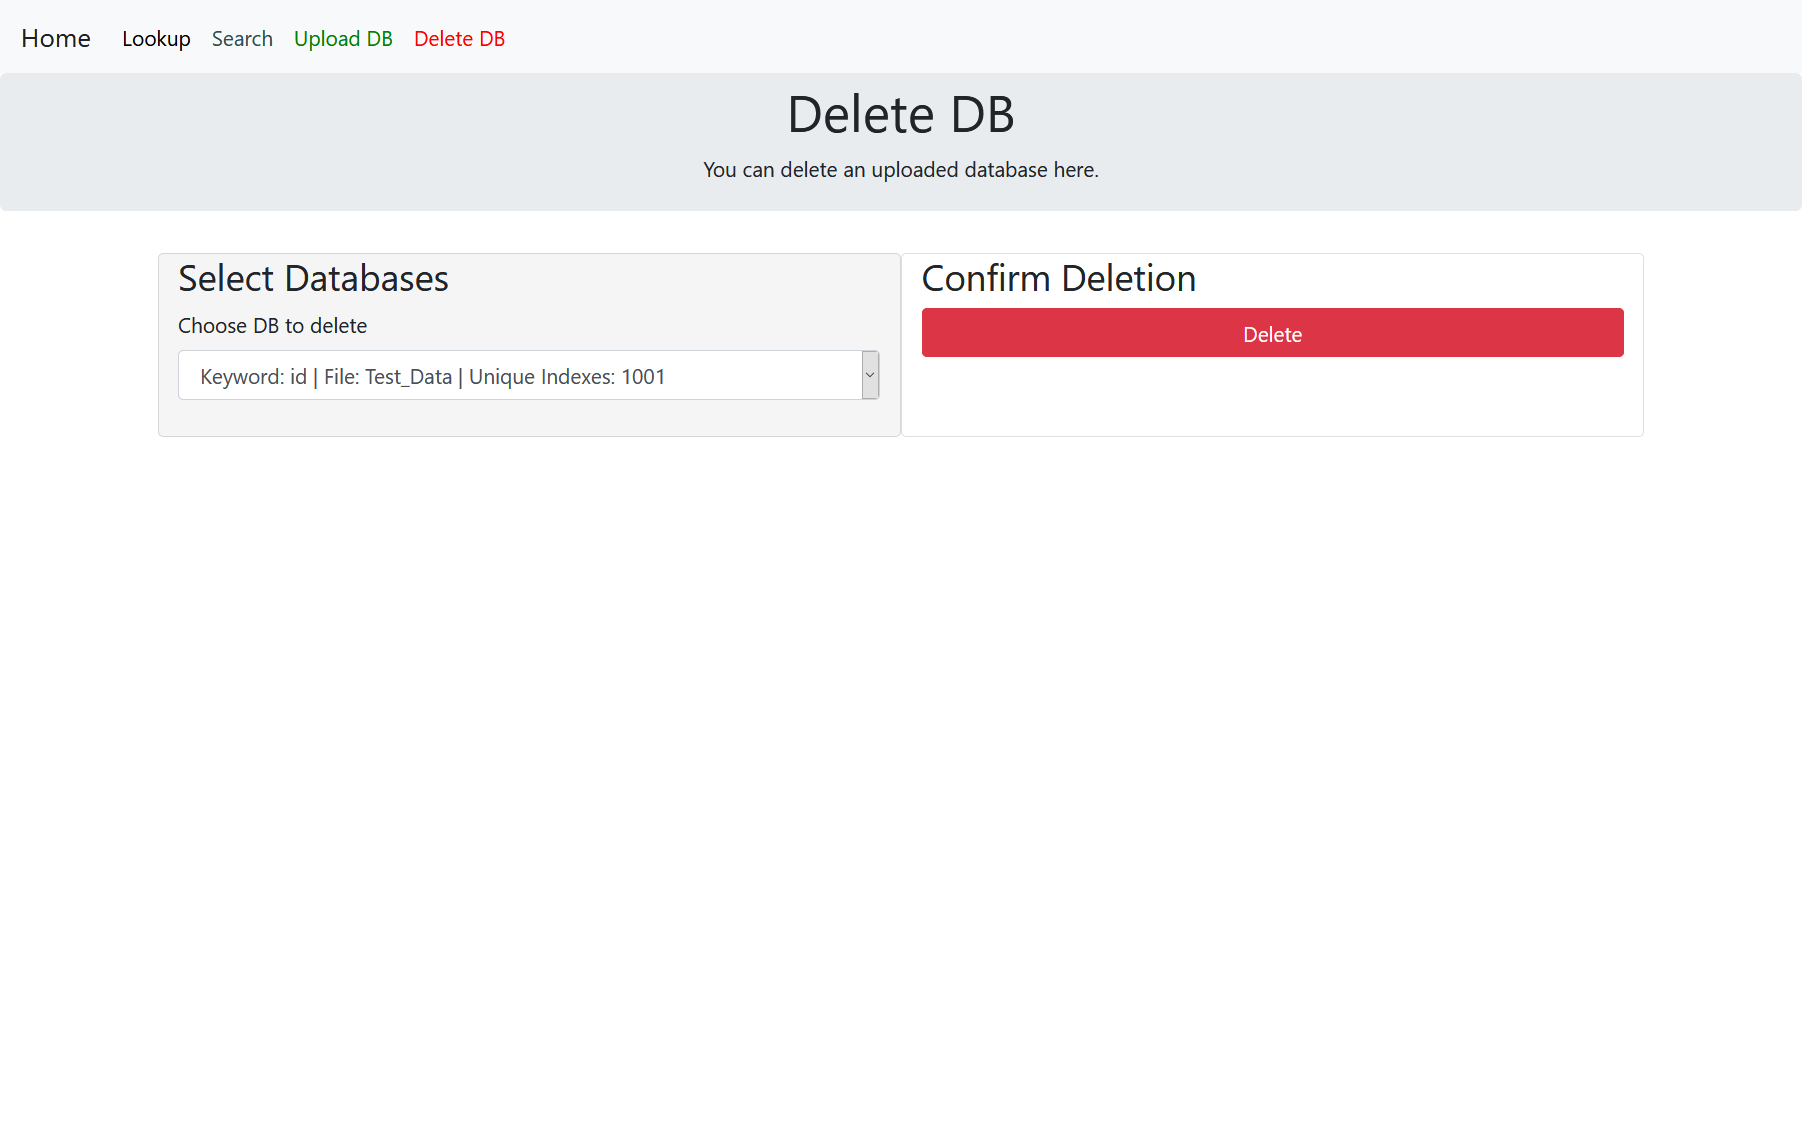 Home Lookup Search Upload DB Delete DB
Delete DB
You can delete an uploaded database here.
Select Databases
Choose DB to delete
Keyword: id | File: Test_Data | Unique Indexes: 1001
Confirm Deletion
Delete